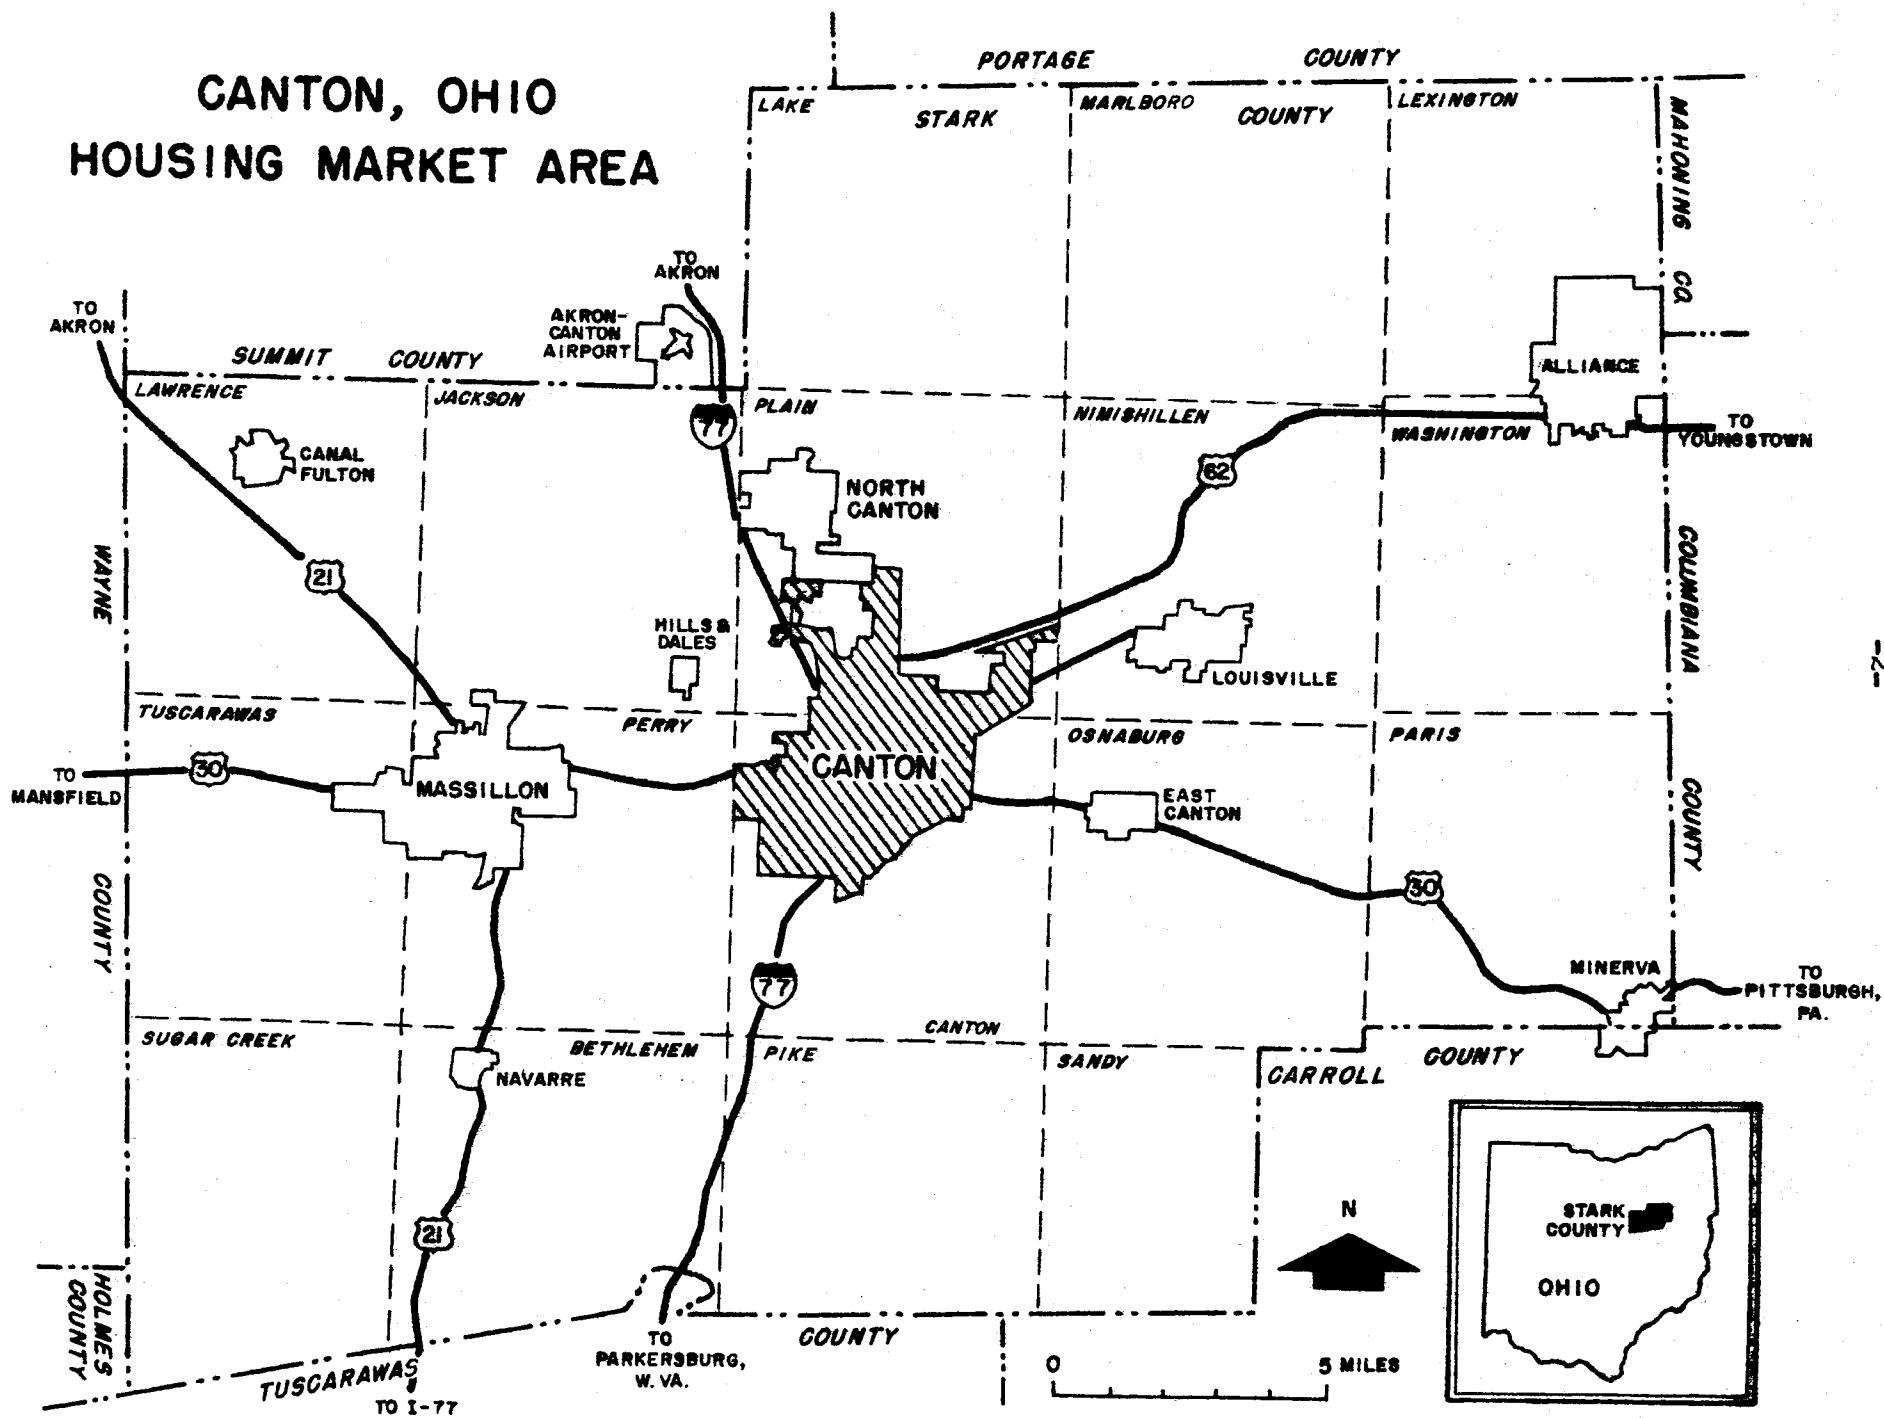 CANTON, OHIO
HOUSING MARKET AREA
PORTAGE COUNTY
LAKE
STARK COUNTY
MARLBORO
LEXINGTON
MAHONING CO.
TO
AKRON
TO
AKRON
AKRON-
CANTON
AIRPORT
SUMMIT COUNTY
ALLIANCE
LAWRENCE
JACKSON
PLAIN
NIMISHILLEN
WASHINGTON
77
TO
YOUNGSTOWN
CANAL
FULTON
62
NORTH
CANTON
WAYNE COUNTY
COLUMBIANA COUNTY
21
HILLS &
DALES
LOUISVILLE
TUSCARAWAS
PERRY
OSNABURG
PARIS
TO
MANSFIELD
30
MASSILLON
CANTON
EAST
CANTON
30
MINERVA
TO
PITTSBURGH,
PA.
77
SUGAR CREEK
BETHLEHEM
PIKE
CANTON
SANDY
CARROLL COUNTY
NAVARRE
21
N
STARK
COUNTY
OHIO
HOLMES
COUNTY
TUSCARAWAS COUNTY
TO
PARKERSBURG,
W. VA.
TO I-77
0 5 MILES